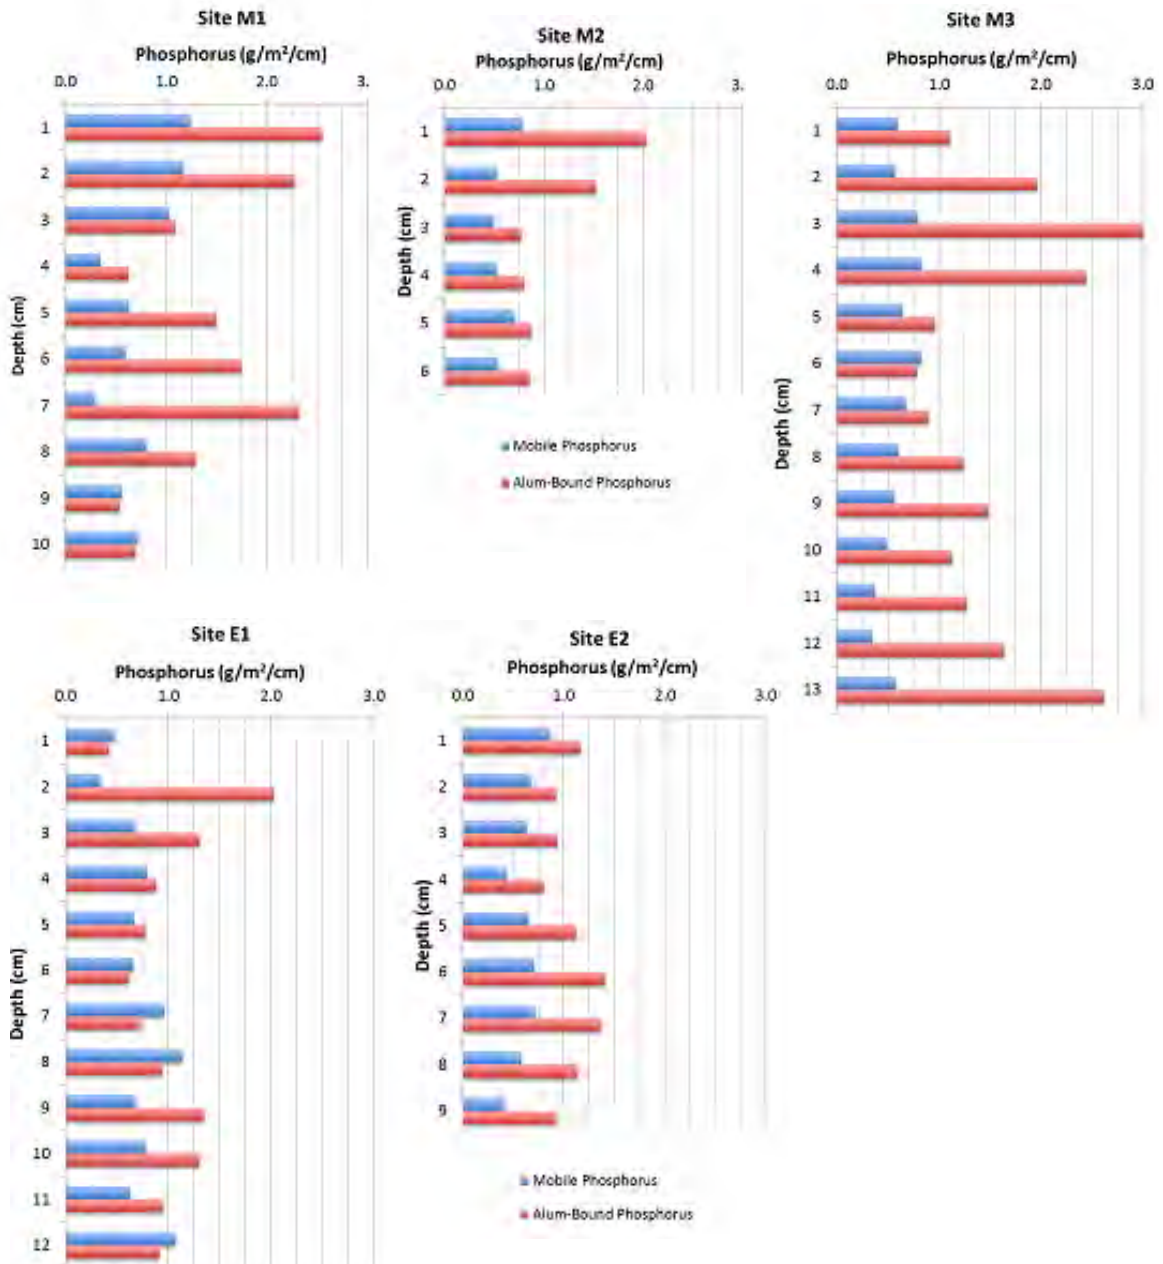 Site M1
Phosphorus (g/m²/cm)
0.0 1.0 2.0 3.
Depth (cm)
1
2
3
4
5
6
7
8
9
10
Site M2
Phosphorus (g/m²/cm)
0.0 1.0 2.0 3.
Depth (cm)
1
2
3
4
5
6
Mobile Phosphorus
Alum-Bound Phosphorus
Site M3
Phosphorus (g/m²/cm)
0.0 1.0 2.0 3.0
Depth (cm)
1
2
3
4
5
6
7
8
9
10
11
12
13
Site E1
Phosphorus (g/m²/cm)
0.0 1.0 2.0 3.0
Depth (cm)
1
2
3
4
5
6
7
8
9
10
11
12
Site E2
Phosphorus (g/m²/cm)
0.0 1.0 2.0 3.0
Depth (cm)
1
2
3
4
5
6
7
8
9
Mobile Phosphorus
Alum-Bound Phosphorus